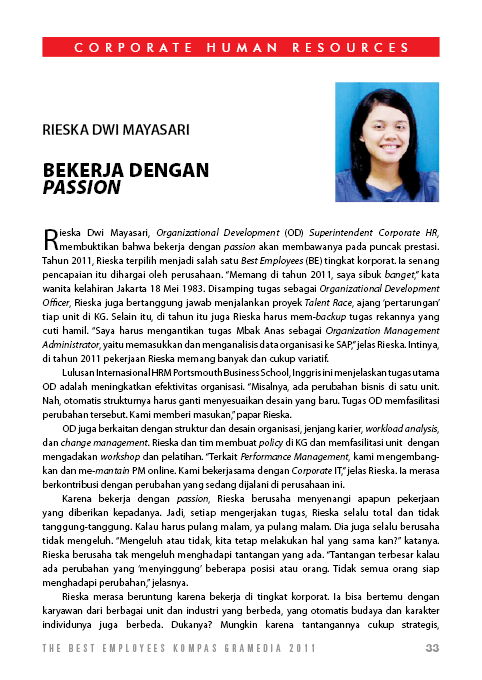 CORPORATE HUMAN RESOURCES
RIESKA DWI MAYASARI
BEKERJA DENGAN
PASSION
Rieska Dwi Mayasari, Organizational Development (OD) Superintendent Corporate HR,
membuktikan bahwa bekerja dengan passion akan membawanya pada puncak prestasi.
Tahun 2011, Rieska terpilih menjadi salah satu Best Employees (BE) tingkat korporat. Ia senang
pencapaian itu dihargai oleh perusahaan. “Memang di tahun 2011, saya sibuk banget,” kata
wanita kelahiran Jakarta 18 Mei 1983. Disamping tugas sebagai Organizational Development
Officer, Rieska juga bertanggung jawab menjalankan proyek Talent Race, ajang ‘pertarungan’
tiap unit di KG. Selain itu, di tahun itu juga Rieska harus mem-backup tugas rekannya yang
cuti hamil. “Saya harus mengantikan tugas Mbak Anas sebagai Organization Management
Administrator, yaitu memasukkan dan menganalisis data organisasi ke SAP,” jelas Rieska. Intinya,
di tahun 2011 pekerjaan Rieska memang banyak dan cukup variatif.
Lulusan Internasional HRM Portsmouth Business School, Inggris ini menjelaskan tugas utama
OD adalah meningkatkan efektivitas organisasi. “Misalnya, ada perubahan bisnis di satu unit.
Nah, otomatis strukturnya harus ganti menyesuaikan desain yang baru. Tugas OD memfasilitasi
perubahan tersebut. Kami memberi masukan,” papar Rieska.
OD juga berkaitan dengan struktur dan desain organisasi, jenjang karier, workload analysis,
dan change management. Rieska dan tim membuat policy di KG dan memfasilitasi unit dengan
mengadakan workshop dan pelatihan. “Terkait Performance Management, kami mengembang-
kan dan me-mantain PM online. Kami bekerjasama dengan Corporate IT,” jelas Rieska. Ia merasa
berkontribusi dengan perubahan yang sedang dijalani di perusahaan ini.
Karena bekerja dengan passion, Rieska berusaha menyenangi apapun pekerjaan
yang diberikan kepadanya. Jadi, setiap mengerjakan tugas, Rieska selalu total dan tidak
tanggung-tanggung. Kalau harus pulang malam, ya pulang malam. Dia juga selalu berusaha
tidak mengeluh. “Mengeluh atau tidak, kita tetap melakukan hal yang sama kan?” katanya.
Rieska berusaha tak mengeluh menghadapi tantangan yang ada. “Tantangan terbesar kalau
ada perubahan yang ‘menyinggung’ beberapa posisi atau orang. Tidak semua orang siap
menghadapi perubahan,” jelasnya.
Rieska merasa beruntung karena bekerja di tingkat korporat. Ia bisa bertemu dengan
karyawan dari berbagai unit dan industri yang berbeda, yang otomatis budaya dan karakter
individunya juga berbeda. Dukanya? Mungkin karena tantangannya cukup strategis,
THE BEST EMPLOYEES KOMPAS GRAMEDIA 2011 33